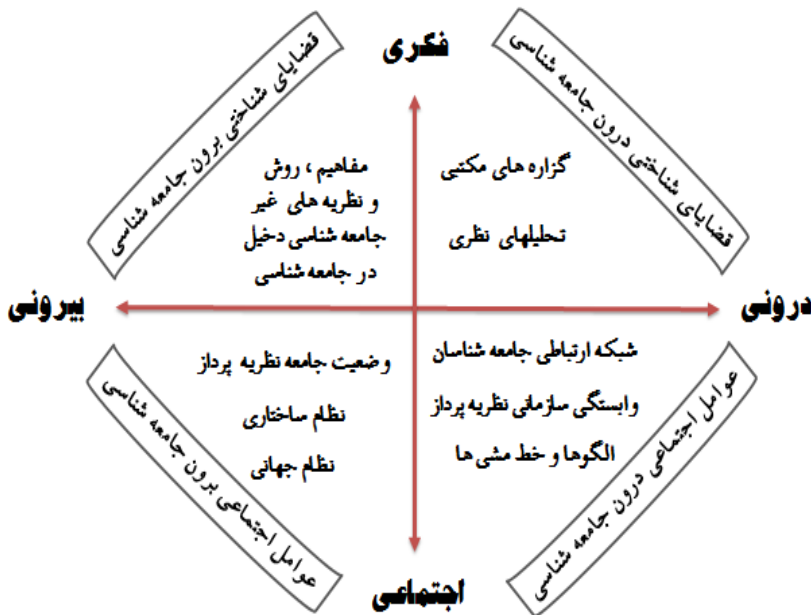 فکری
قضایای شناختی درون جامعه شناسی
قضایای شناختی برون جامعه شناسی
گزاره های مکتبی
تحلیلهای نظری
مفاهیم ، روش
و نظریه های غیر
جامعه شناسی دخیل
در جامعه شناسی
درونی
بیرونی
شبکه ارتباطی جامعه شناسان
وابستگی سازمانی نظریه پرداز
الگوها و خط مشی ها
وضعیت جامعه نظریه پرداز
نظام ساختاری
نظام جهانی
عوامل اجتماعی درون جامعه شناسی
عوامل اجتماعی برون جامعه شناسی
اجتماعی